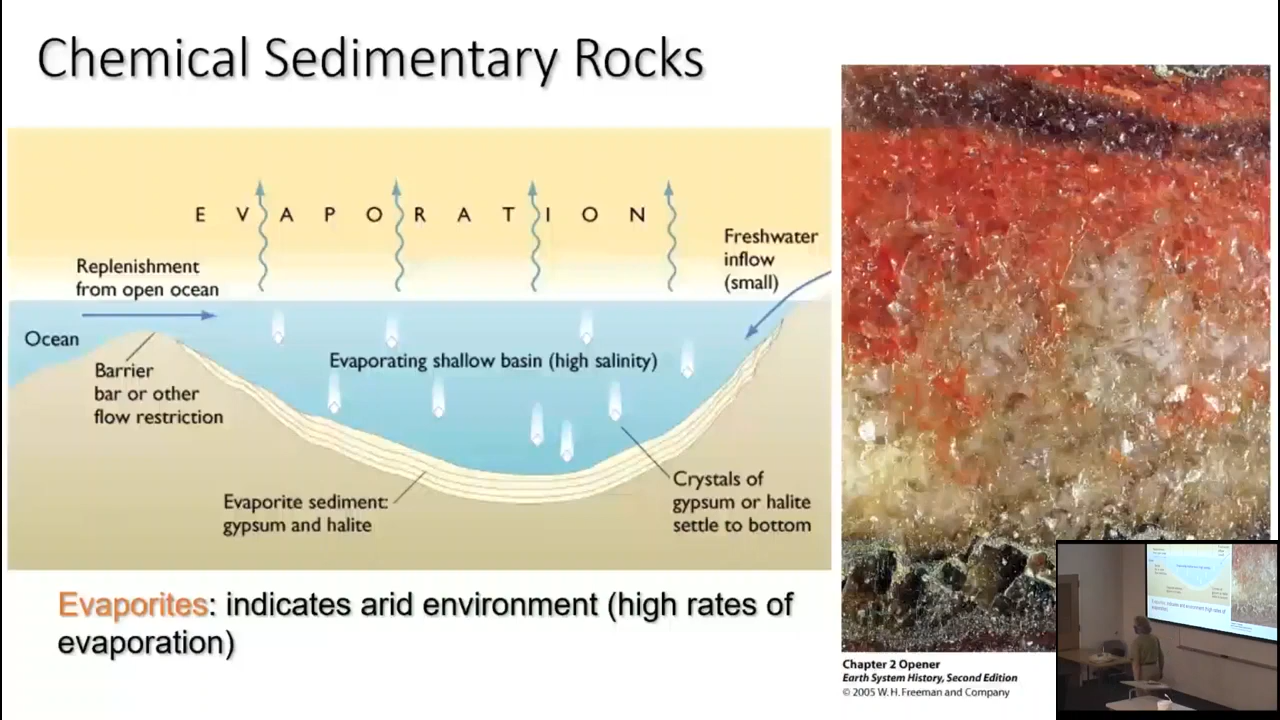 Chemical Sedimentary Rocks
E V A P O R A T I O N
Replenishment
from open ocean
Freshwater
inflow
(small)
Ocean
Evaporating shallow basin (high salinity)
Barrier
bar or other
flow restriction
Evaporite sediment:
gypsum and halite
Crystals of
gypsum or halite
settle to bottom
Evaporites: indicates arid environment (high rates of
evaporation)
Chapter 2 Opener
Earth System History, Second Edition
© 2005 W. H. Freeman and Company